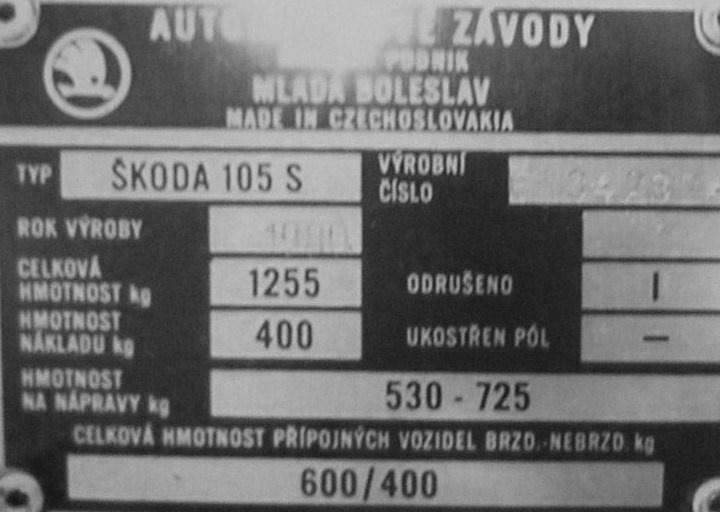 ZÁVODY
PODNIK
MLADÁ BOLESLAV
MADE IN CZECHOSLOVAKIA
TYP ŠKODA 105 S VÝROBNÍ ČÍSLO
ROK VÝROBY
CELKOVÁ HMOTNOST kg 1255 ODRUŠENO I
HMOTNOST NÁKLADU kg 400 UKOSTŘEN PÓL –
HMOTNOST NA NÁPRAVY kg 530 - 725
CELKOVÁ HMOTNOST PŘÍPOJNÝCH VOZIDEL BRZD.-NEBRZD. kg
600/400